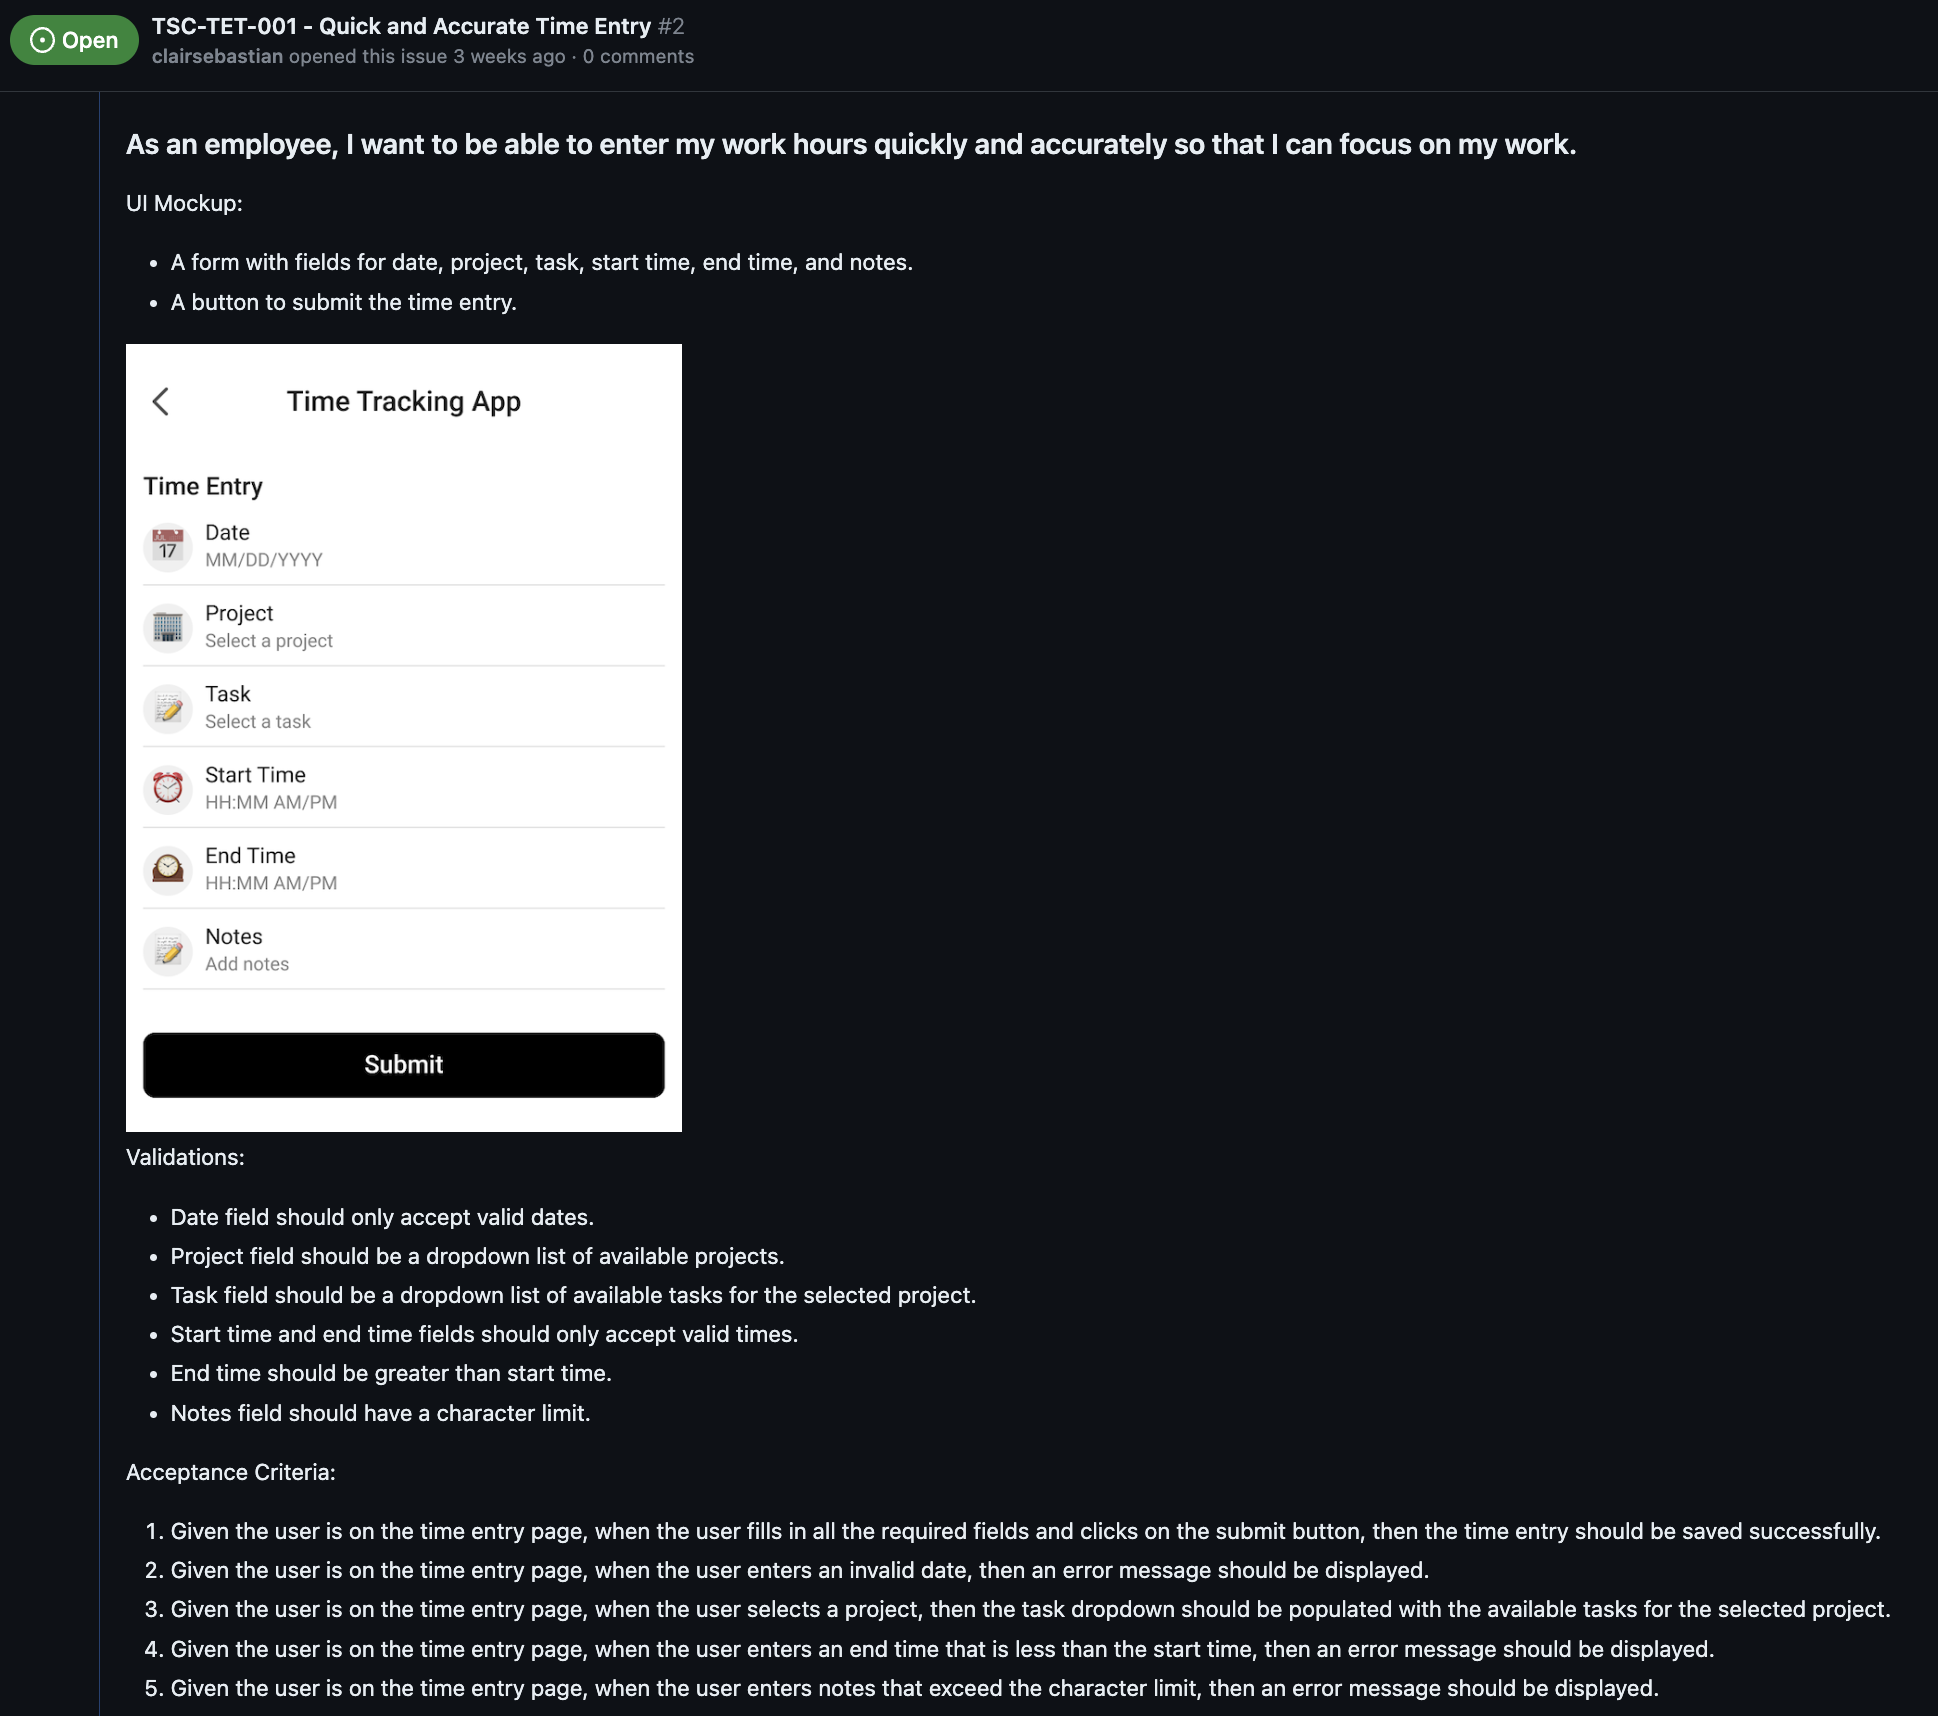 Open
TSC-TET-001 - Quick and Accurate Time Entry #2
clairsebastian opened this issue 3 weeks ago · 0 comments
As an employee, I want to be able to enter my work hours quickly and accurately so that I can focus on my work.
UI Mockup:
• A form with fields for date, project, task, start time, end time, and notes.
• A button to submit the time entry.
Time Tracking App
Time Entry
JUL
17
Date
MM/DD/YYYY
Project
Select a project
Task
Select a task
Start Time
HH:MM AM/PM
End Time
HH:MM AM/PM
Notes
Add notes
Submit
Validations:
• Date field should only accept valid dates.
• Project field should be a dropdown list of available projects.
• Task field should be a dropdown list of available tasks for the selected project.
• Start time and end time fields should only accept valid times.
• End time should be greater than start time.
• Notes field should have a character limit.
Acceptance Criteria:
1. Given the user is on the time entry page, when the user fills in all the required fields and clicks on the submit button, then the time entry should be saved successfully.
2. Given the user is on the time entry page, when the user enters an invalid date, then an error message should be displayed.
3. Given the user is on the time entry page, when the user selects a project, then the task dropdown should be populated with the available tasks for the selected project.
4. Given the user is on the time entry page, when the user enters an end time that is less than the start time, then an error message should be displayed.
5. Given the user is on the time entry page, when the user enters notes that exceed the character limit, then an error message should be displayed.